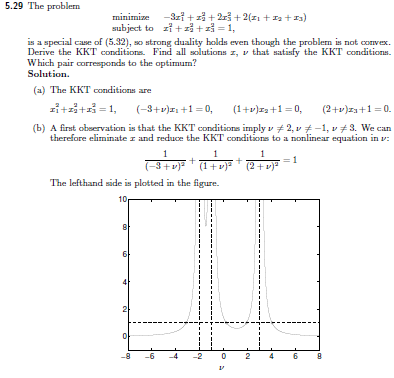 5.29 The problem
minimize −3x₁² + x₂² + 2x₃² + 2(x₁ + x₂ + x₃)
subject to x₁² + x₂² + x₃² = 1,
is a special case of (5.32), so strong duality holds even though the problem is not convex.
Derive the KKT conditions. Find all solutions x, ν that satisfy the KKT conditions.
Which pair corresponds to the optimum?
Solution.
(a) The KKT conditions are
x₁² + x₂² + x₃² = 1, (−3 + ν)x₁ + 1 = 0, (1 + ν)x₂ + 1 = 0, (2 + ν)x₃ + 1 = 0.
(b) A first observation is that the KKT conditions imply ν ≠ 2, ν ≠ −1, ν ≠ 3. We can
therefore eliminate x and reduce the KKT conditions to a nonlinear equation in ν:
1/(−3 + ν)² + 1/(1 + ν)² + 1/(2 + ν)² = 1
The lefthand side is plotted in the figure.
10
8
6
4
2
0
−8 −6 −4 −2 0 2 4 6 8
ν